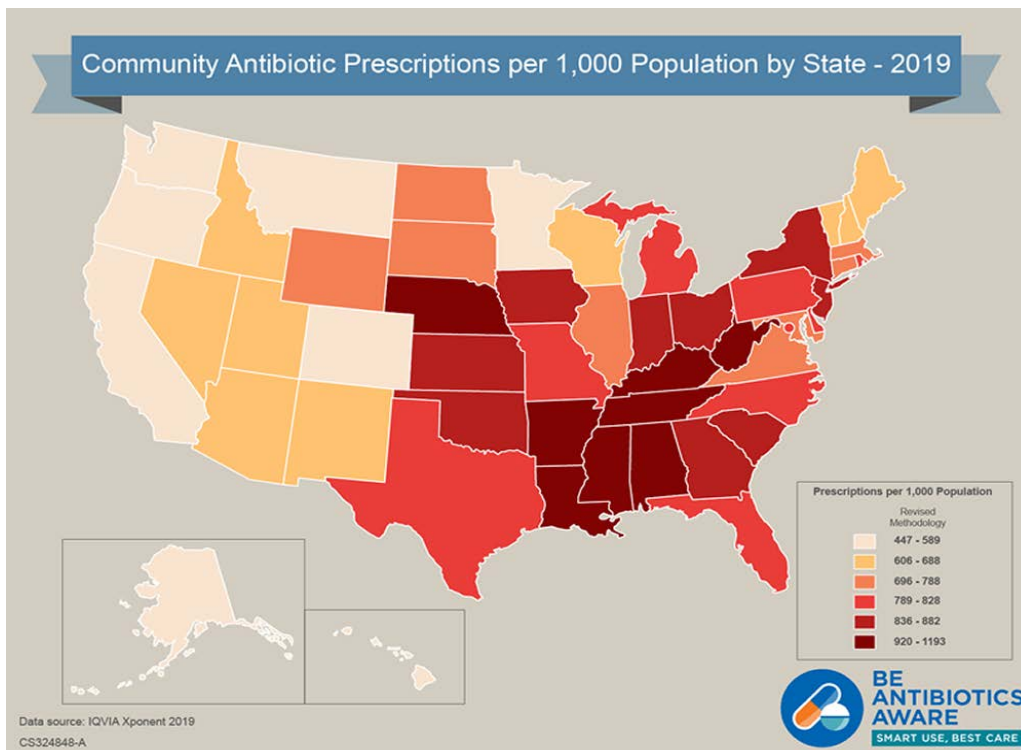 Community Antibiotic Prescriptions per 1,000 Population by State - 2019
Prescriptions per 1,000 Population
Revised
Methodology
447 - 589
606 - 688
696 - 788
789 - 828
836 - 882
920 - 1193
Data source: IQVIA Xponent 2019
CS324848-A
BE
ANTIBIOTICS
AWARE
SMART USE, BEST CARE